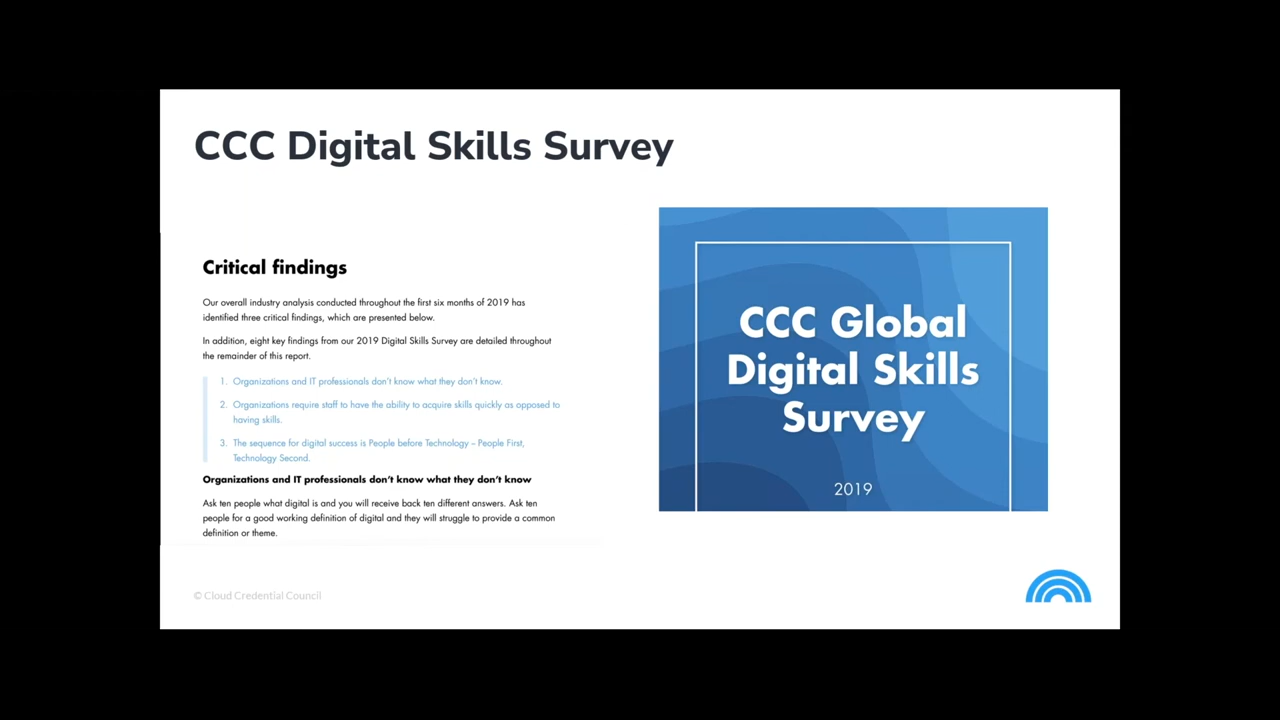 CCC Digital Skills Survey
Critical findings
Our overall industry analysis conducted throughout the first six months of 2019 has
identified three critical findings, which are presented below.
In addition, eight key findings from our 2019 Digital Skills Survey are detailed throughout
the remainder of this report.
1. Organizations and IT professionals don't know what they don't know.
2. Organizations require staff to have the ability to acquire skills quickly as opposed to
having skills.
3. The sequence for digital success is People before Technology – People First,
Technology Second.
Organizations and IT professionals don't know what they don't know
Ask ten people what digital is and you will receive back ten different answers. Ask ten
people for a good working definition of digital and they will struggle to provide a common
definition or theme.
CCC Global
Digital Skills
Survey
2019
© Cloud Credential Council